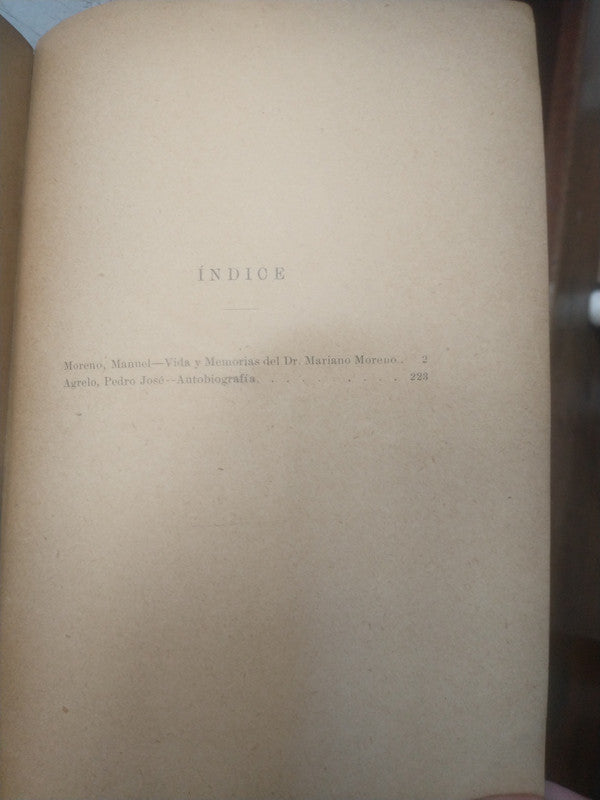 ÍNDICE
Moreno, Manuel—Vida y Memorias del Dr. Mariano Moreno.. 2
Agrelo, Pedro José—Autobiografía. . . . . . . . . . 223